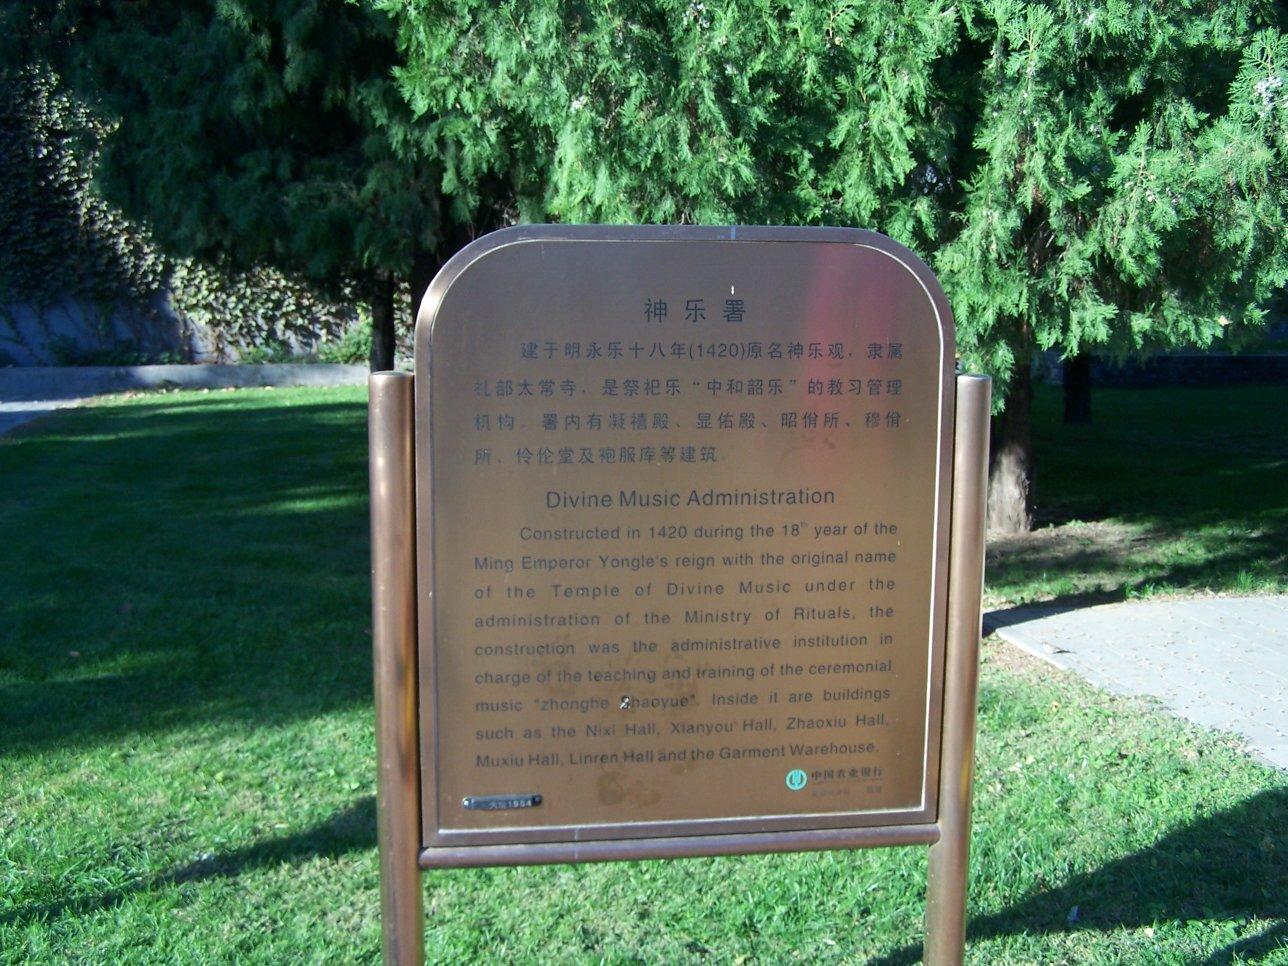 神乐署
建于明永乐十八年(1420)原名神乐观，隶属
礼部太常寺，是祭祀乐“中和韶乐”的教习管理
机构。署内有凝禧殿、显佑殿、昭佾所、穆佾
所、伶伦堂及袍服库等建筑。
Divine Music Administration
Constructed in 1420 during the 18th year of the
Ming Emperor Yongle's reign with the original name
of the Temple of Divine Music under the
administration of the Ministry of Rituals, the
construction was the administrative institution in
charge of the teaching and training of the ceremonial
music "zhonghe shaoyue". Inside it are buildings
such as the Nixi Hall, Xianyou Hall, Zhaoxiu Hall,
Muxiu Hall, Linren Hall and the Garment Warehouse.
中国农业银行
天坛1954